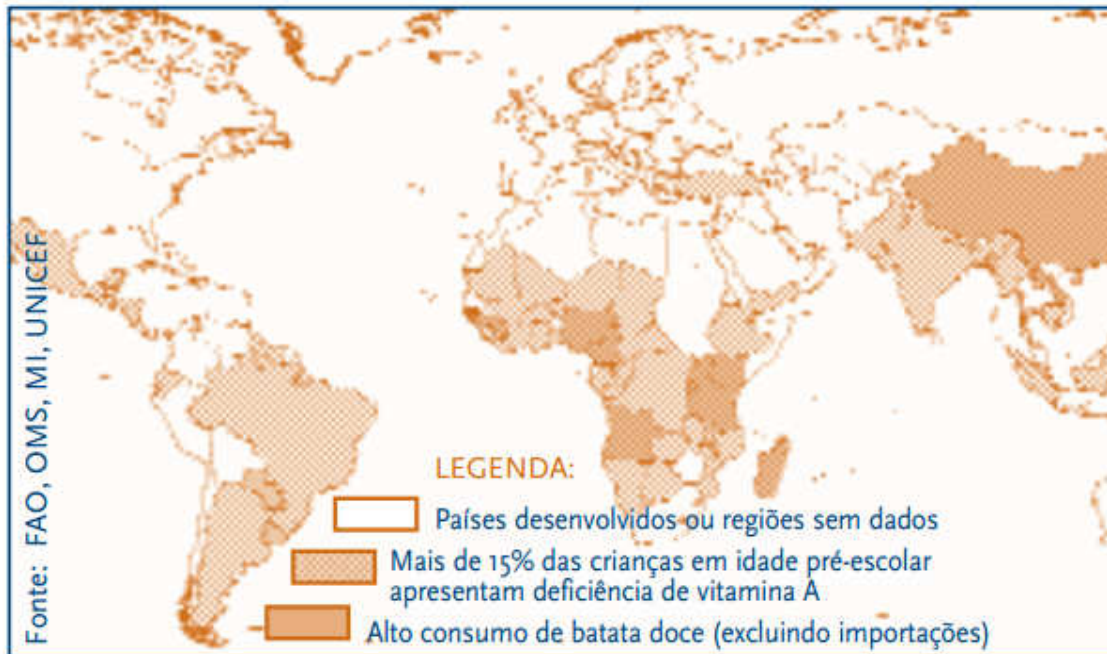 Fonte: FAO, OMS, MI, UNICEF
LEGENDA:
Países desenvolvidos ou regiões sem dados
Mais de 15% das crianças em idade pré-escolar
apresentam deficiência de vitamina A
Alto consumo de batata doce (excluindo importações)